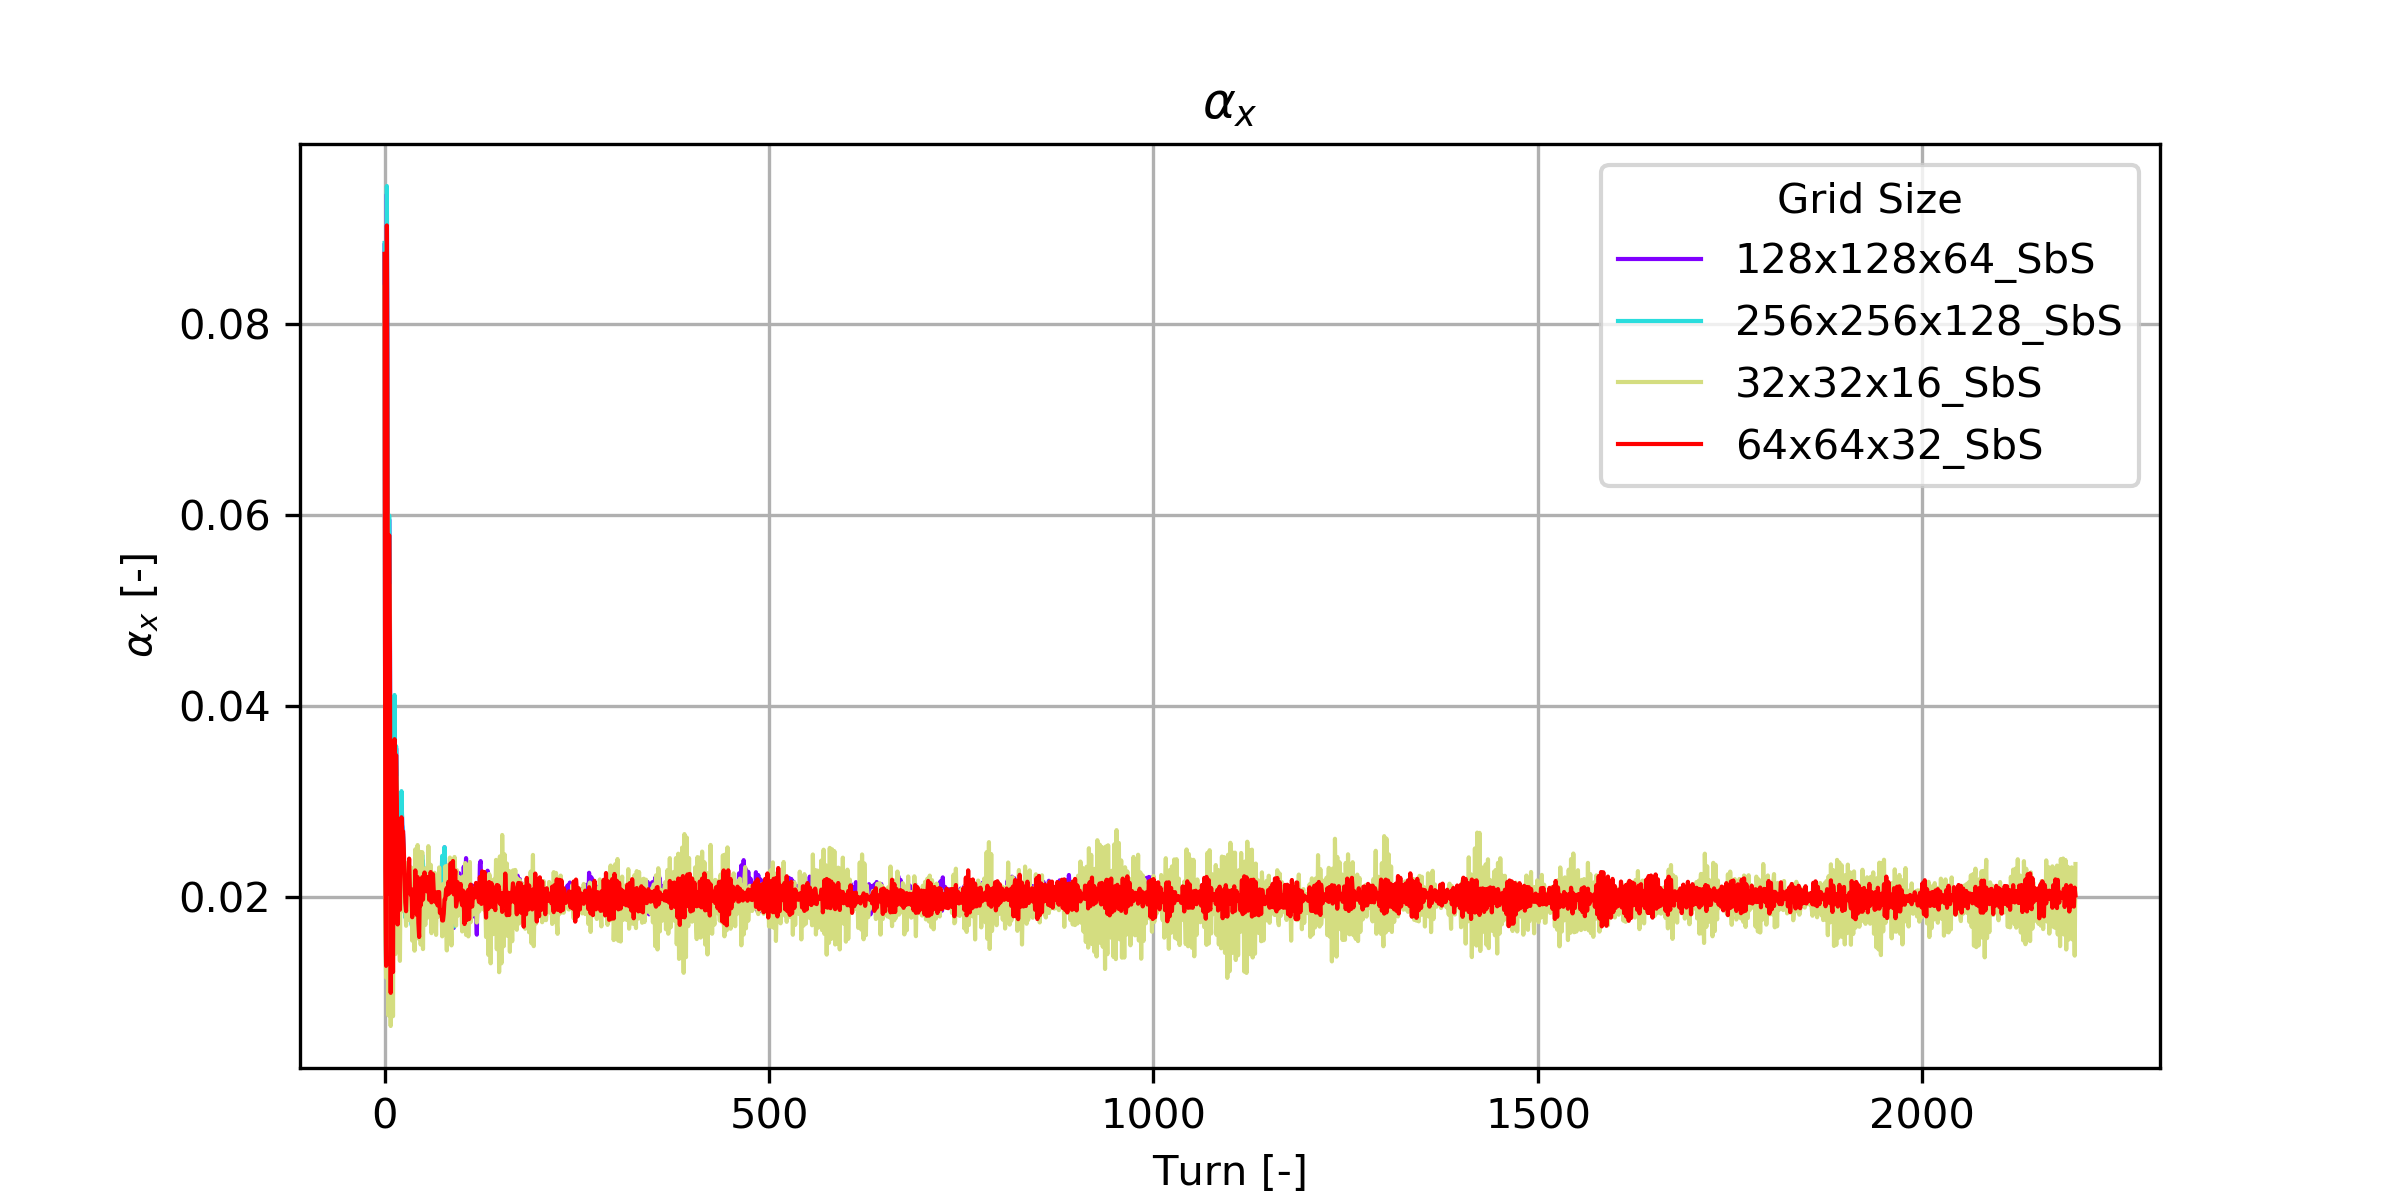 αx
αx [-]
0.08
0.06
0.04
0.02
0
500
1000
1500
2000
Turn [-]
Grid Size
128x128x64_SbS
256x256x128_SbS
32x32x16_SbS
64x64x32_SbS